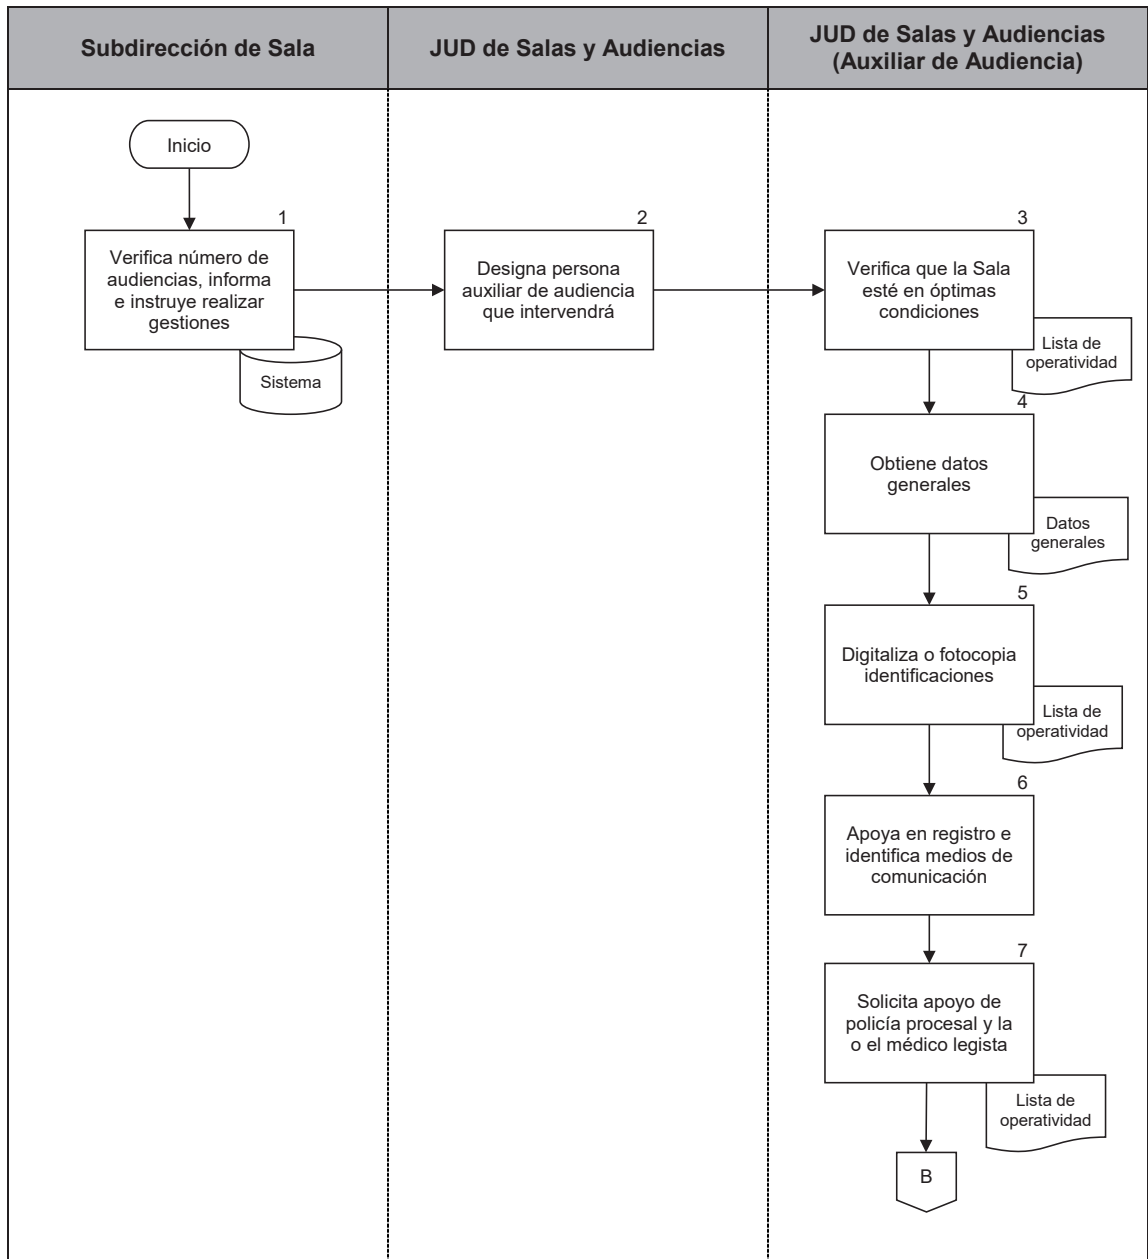 Subdirección de Sala
JUD de Salas y Audiencias
JUD de Salas y Audiencias
(Auxiliar de Audiencia)
Inicio
1
Verifica número de
audiencias, informa
e instruye realizar
gestiones
Sistema
2
Designa persona
auxiliar de audiencia
que intervendrá
3
Verifica que la Sala
esté en óptimas
condiciones
Lista de
operatividad
4
Obtiene datos
generales
Datos
generales
5
Digitaliza o fotocopia
identificaciones
Lista de
operatividad
6
Apoya en registro e
identifica medios de
comunicación
7
Solicita apoyo de
policía procesal y la
o el médico legista
Lista de
operatividad
B